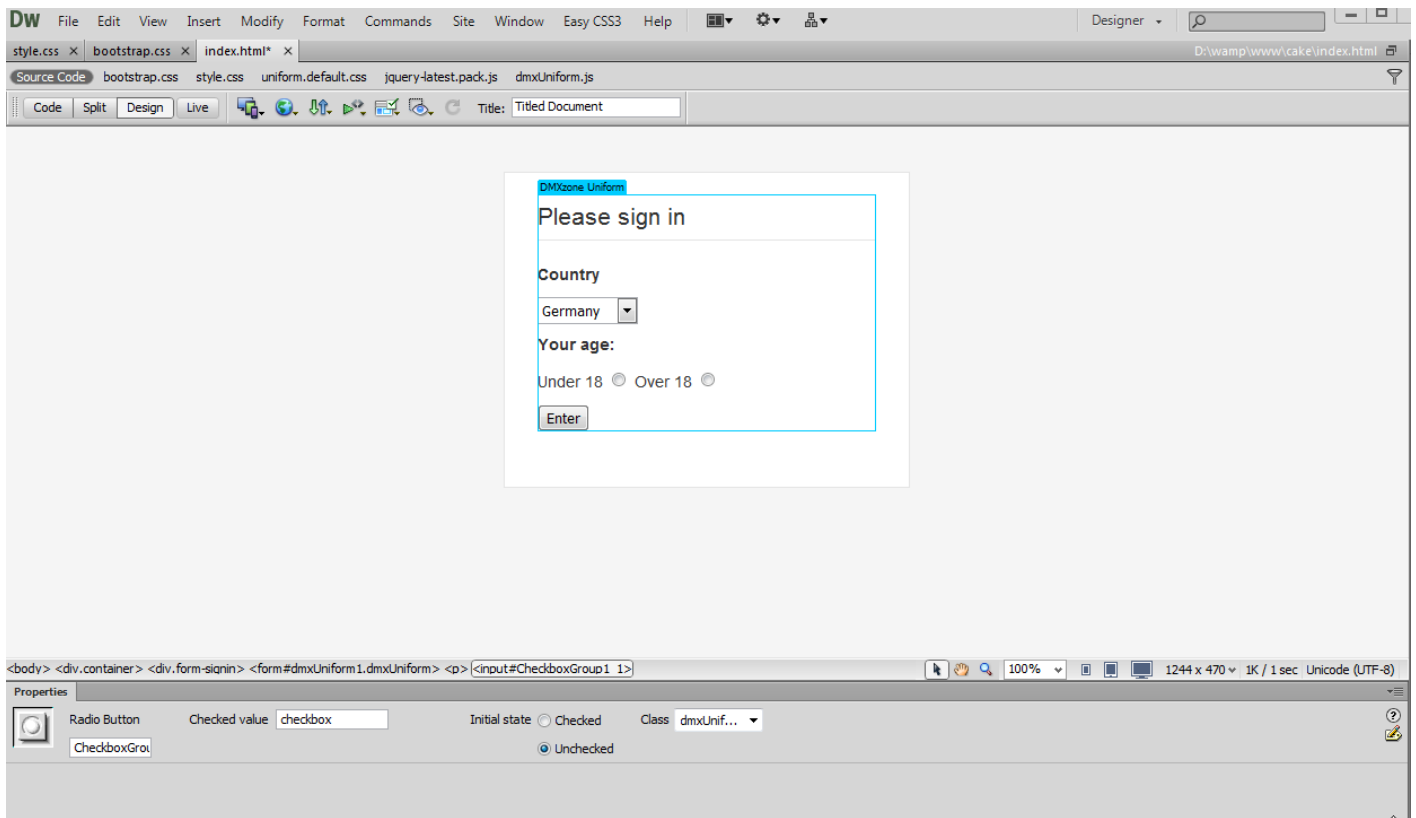 DW File Edit View Insert Modify Format Commands Site Window Easy CSS3 Help Designer
style.css × bootstrap.css × index.html* × D:\wamp\www\cake\index.html
Source Code bootstrap.css style.css uniform.default.css jquery-latest.pack.js dmxUniform.js
Code Split Design Live Title: Titled Document
DMXzone Uniform
Please sign in
Country
Germany
Your age:
Under 18 Over 18
Enter
<body> <div.container> <div.form-signin> <form#dmxUniform1.dmxUniform> <p> <input#CheckboxGroup1_1> 100% 1244 x 470 1K / 1 sec Unicode (UTF-8)
Properties
Radio Button Checked value checkbox Initial state Checked Class dmxUnif...
CheckboxGrou Unchecked